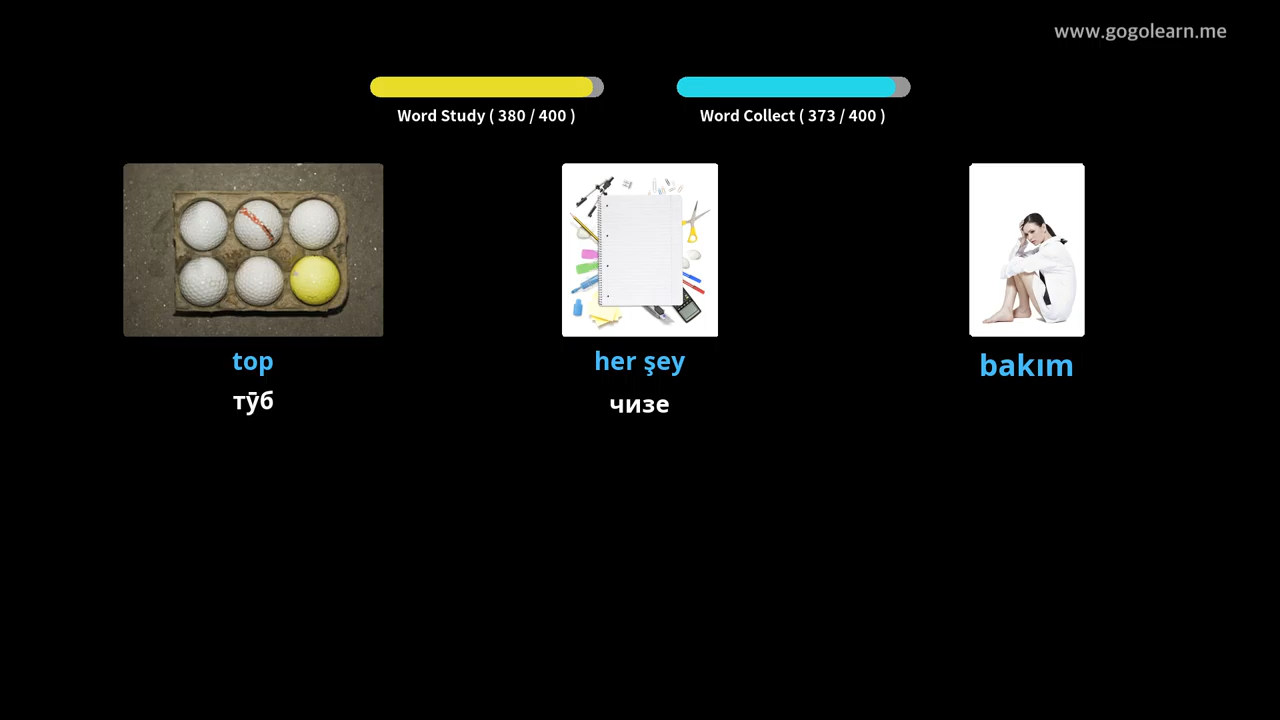 www.gogolearn.me
Word Study ( 380 / 400 )
Word Collect ( 373 / 400 )
top
тӯб
her şey
чизе
bakım